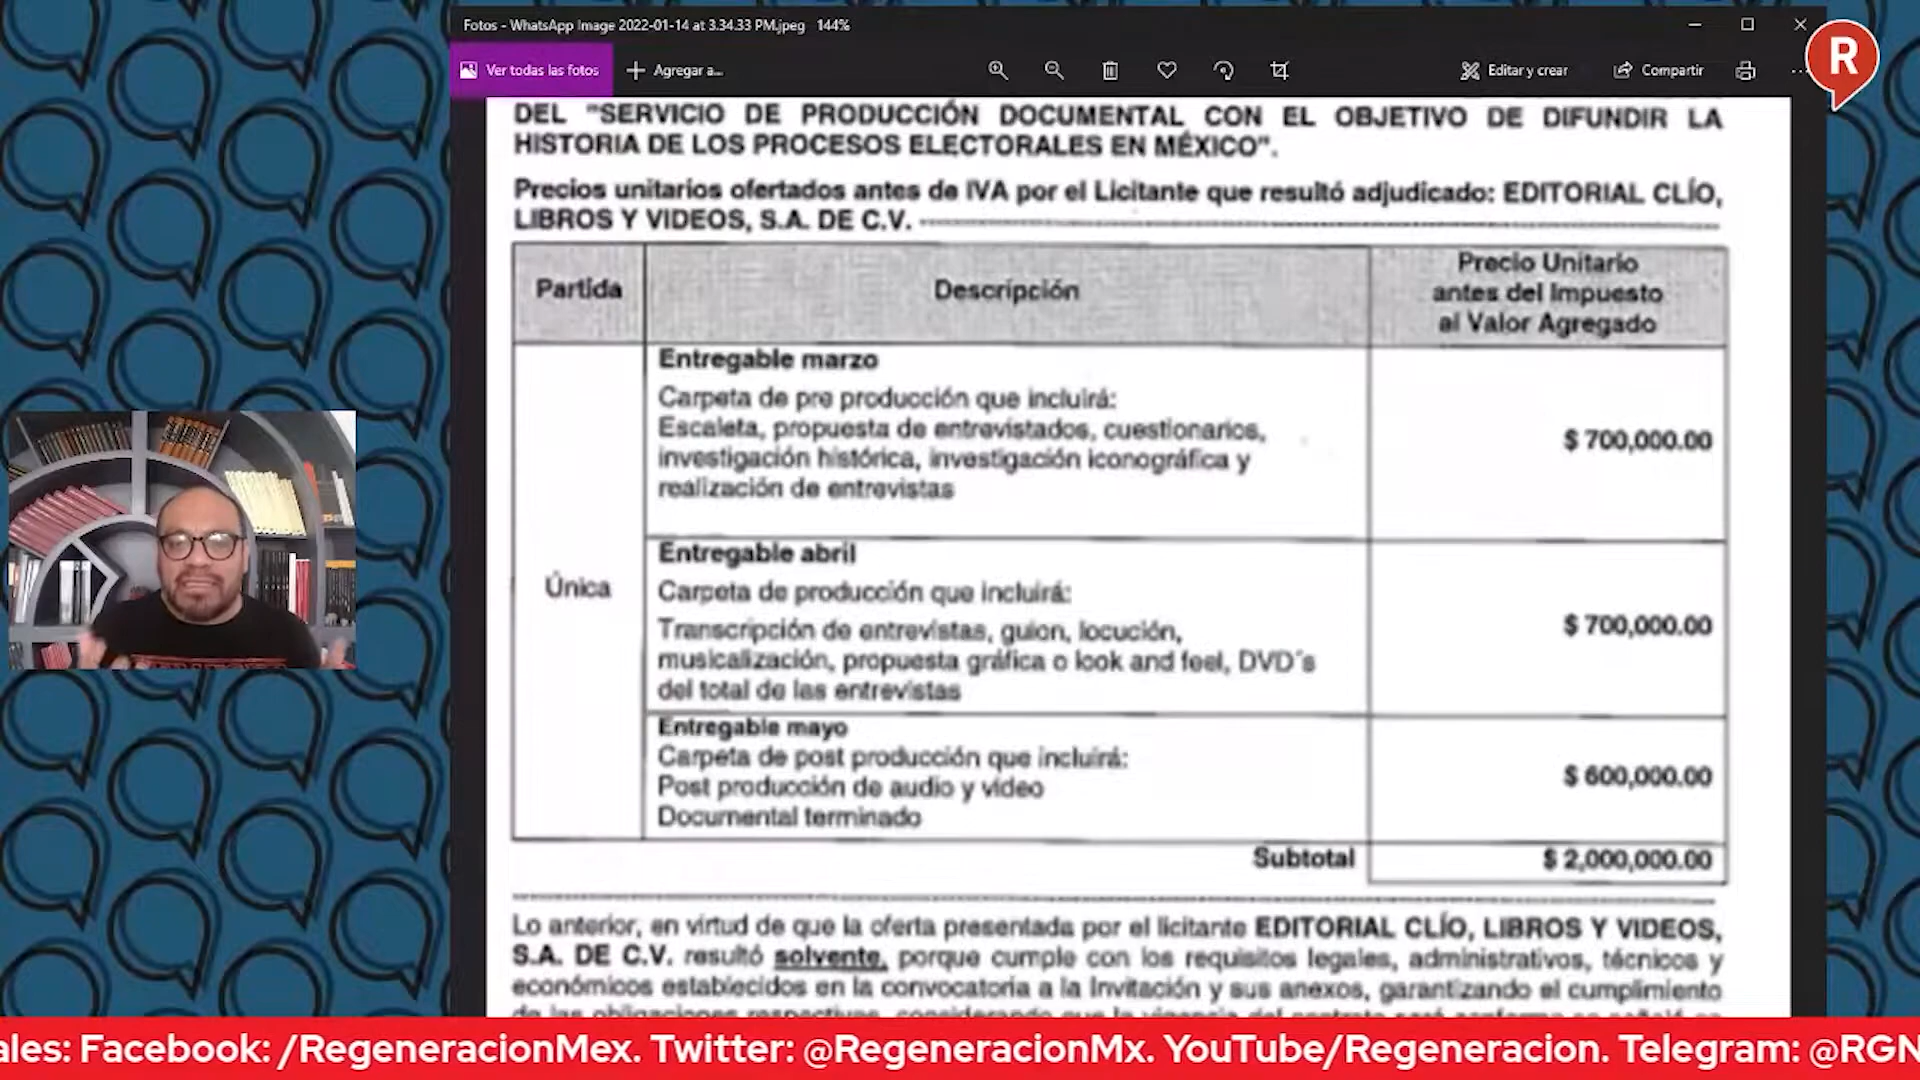 Fotos - WhatsApp Image 2022-01-14 at 3.34.33 PM.jpeg 144%
Ver todas las fotos
Agregar a...
Editar y crear
Compartir
R
DEL "SERVICIO DE PRODUCCIÓN DOCUMENTAL CON EL OBJETIVO DE DIFUNDIR LA
HISTORIA DE LOS PROCESOS ELECTORALES EN MÉXICO".
Precios unitarios ofertados antes de IVA por el Licitante que resultó adjudicado: EDITORIAL CLÍO,
LIBROS Y VIDEOS, S.A. DE C.V.
Partida
Descripción
Precio Unitario
antes del Impuesto
al Valor Agregado
Única
Entregable marzo
Carpeta de pre producción que incluirá:
Escaleta, propuesta de entrevistados, cuestionarios,
investigación histórica, investigación iconográfica y
realización de entrevistas
$ 700,000.00
Entregable abril
Carpeta de producción que incluirá:
Transcripción de entrevistas, guion, locución,
musicalización, propuesta gráfica o look and feel, DVD´s
del total de las entrevistas
$ 700,000.00
Entregable mayo
Carpeta de post producción que incluirá:
Post producción de audio y video
Documental terminado
$ 600,000.00
Subtotal
$ 2,000,000.00
Lo anterior, en virtud de que la oferta presentada por el licitante EDITORIAL CLÍO, LIBROS Y VIDEOS,
S.A. DE C.V. resultó solvente, porque cumple con los requisitos legales, administrativos, técnicos y
económicos establecidos en la convocatoria a la Invitación y sus anexos, garantizando el cumplimiento
ales: Facebook: /RegeneracionMex. Twitter: @RegeneracionMx. YouTube/Regeneracion. Telegram: @RGN